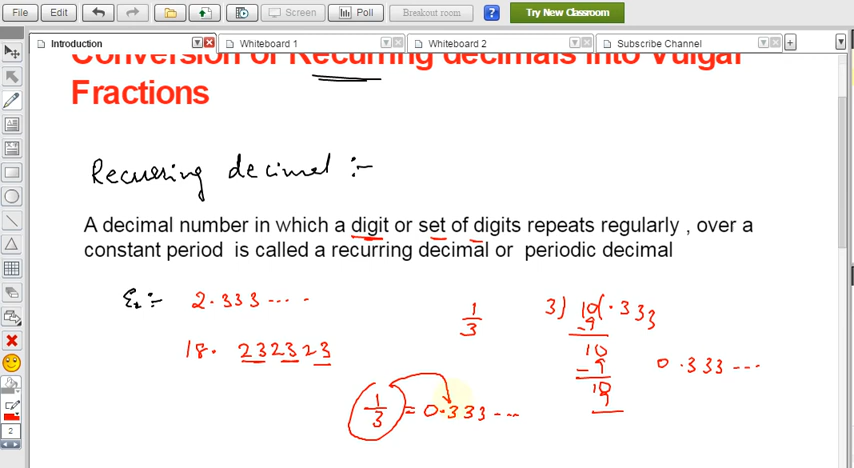 File Edit Screen Poll Breakout room ? Try New Classroom
Introduction Whiteboard 1 Whiteboard 2 Subscribe Channel
Conversion of Recurring decimals into Vulgar
Fractions
Recurring decimal :-
A decimal number in which a digit or set of digits repeats regularly , over a
constant period is called a recurring decimal or periodic decimal
Ex :- 2.333....
1/3
3) 10(.333
-9
10
-9
10
9
0.333---
18. 232323
1/3 = 0.333---
2